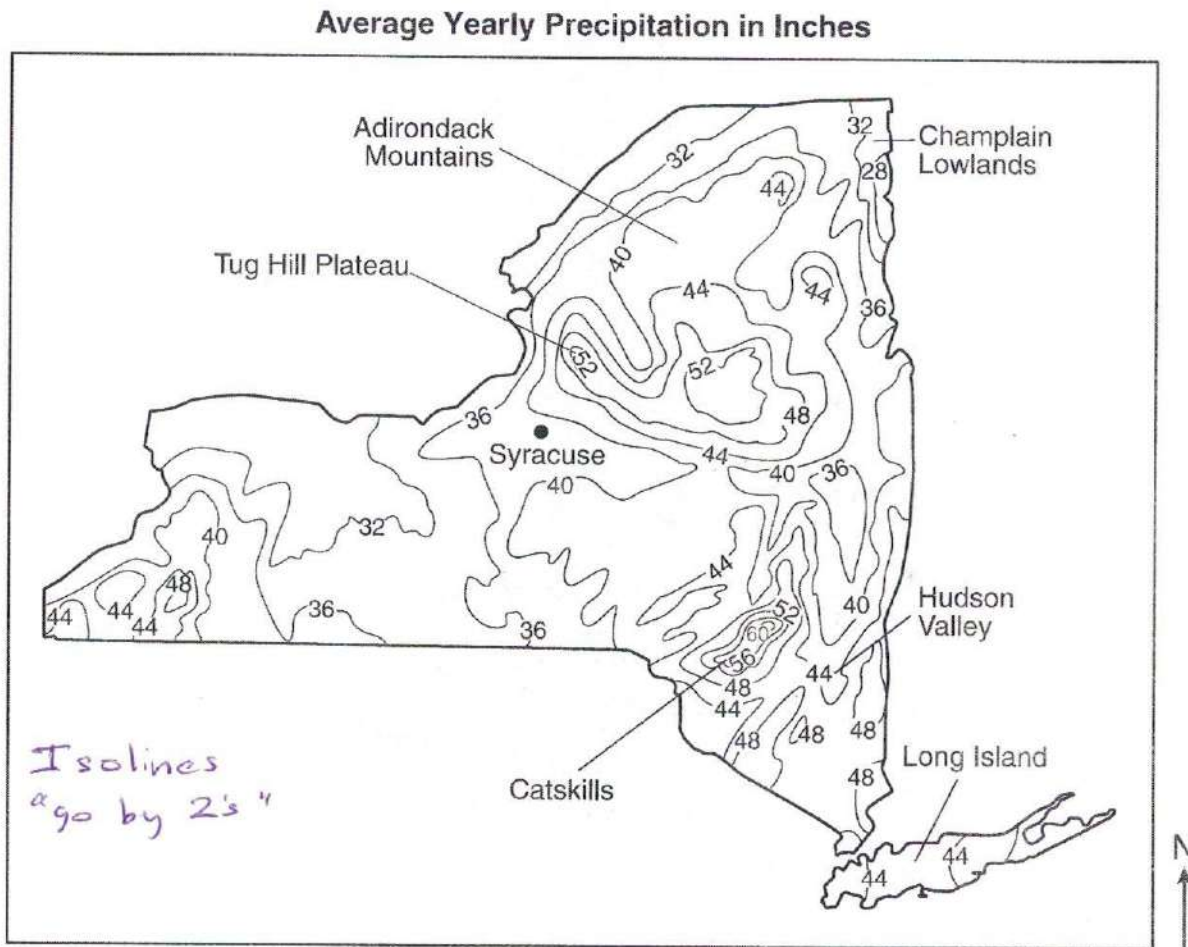 Average Yearly Precipitation in Inches
Adirondack
Mountains
32
32
Champlain
Lowlands
28
44
Tug Hill Plateau
40
44
44
36
52
52
48
36
Syracuse
44
40
40
36
32
40
44
48
44
44
44
36
36
40
Hudson
Valley
52
60
56
48
44
44
48
48
48
48
Catskills
Long Island
44
44
N
Isolines
"go by 2's"